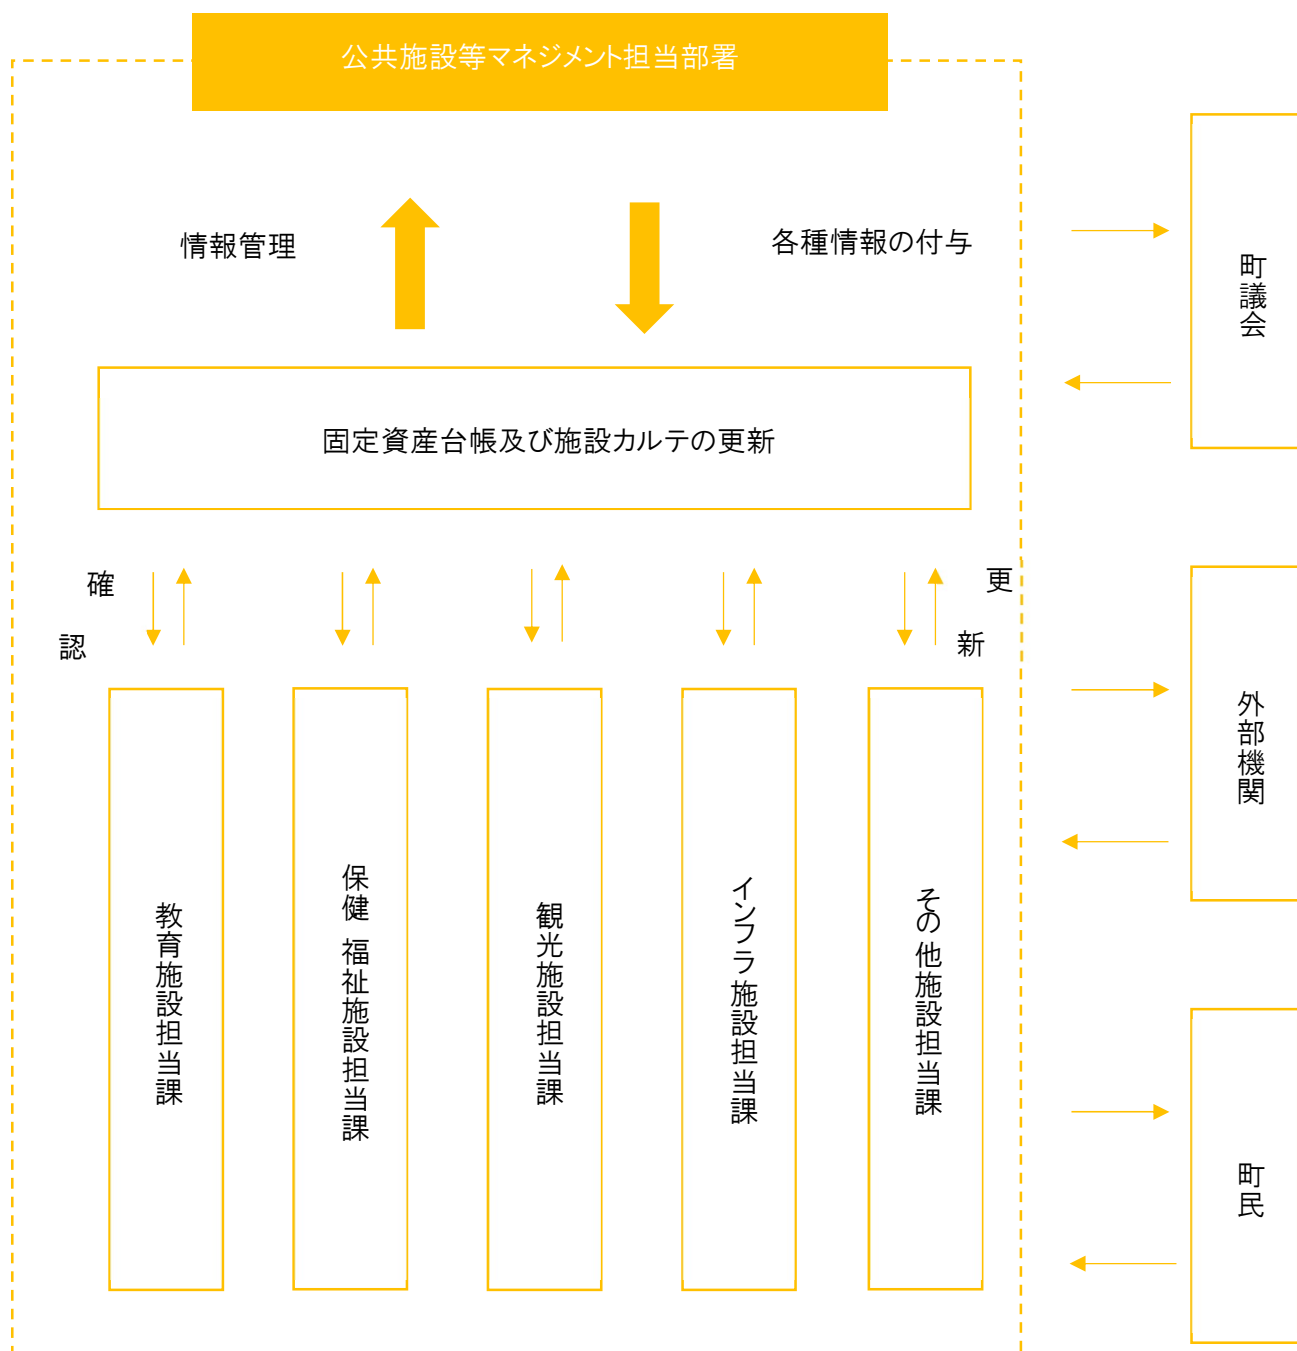 公共施設等マネジメント担当部署
情報管理
各種情報の付与
固定資産台帳及び施設カルテの更新
確認
更新
教育施設担当課
保健 福祉施設担当課
観光施設担当課
インフラ施設担当課
その他施設担当課
町議会
外部機関
町民